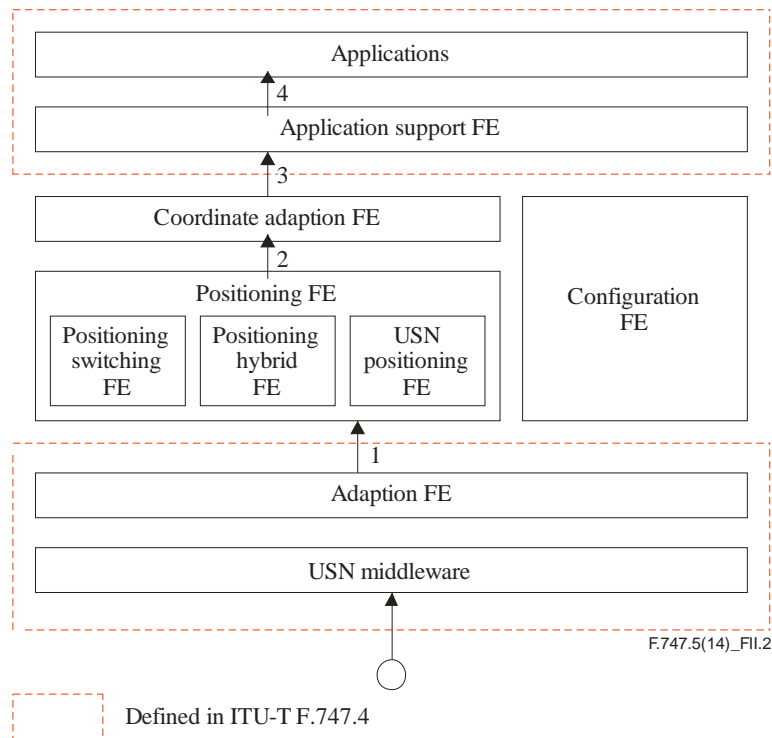 Applications
4
Application support FE
3
Coordinate adaption FE
2
Positioning FE
Positioning
switching
FE
Positioning
hybrid
FE
USN
positioning
FE
Configuration
FE
1
Adaption FE
USN middleware
F.747.5(14)_FII.2
Defined in ITU-T F.747.4